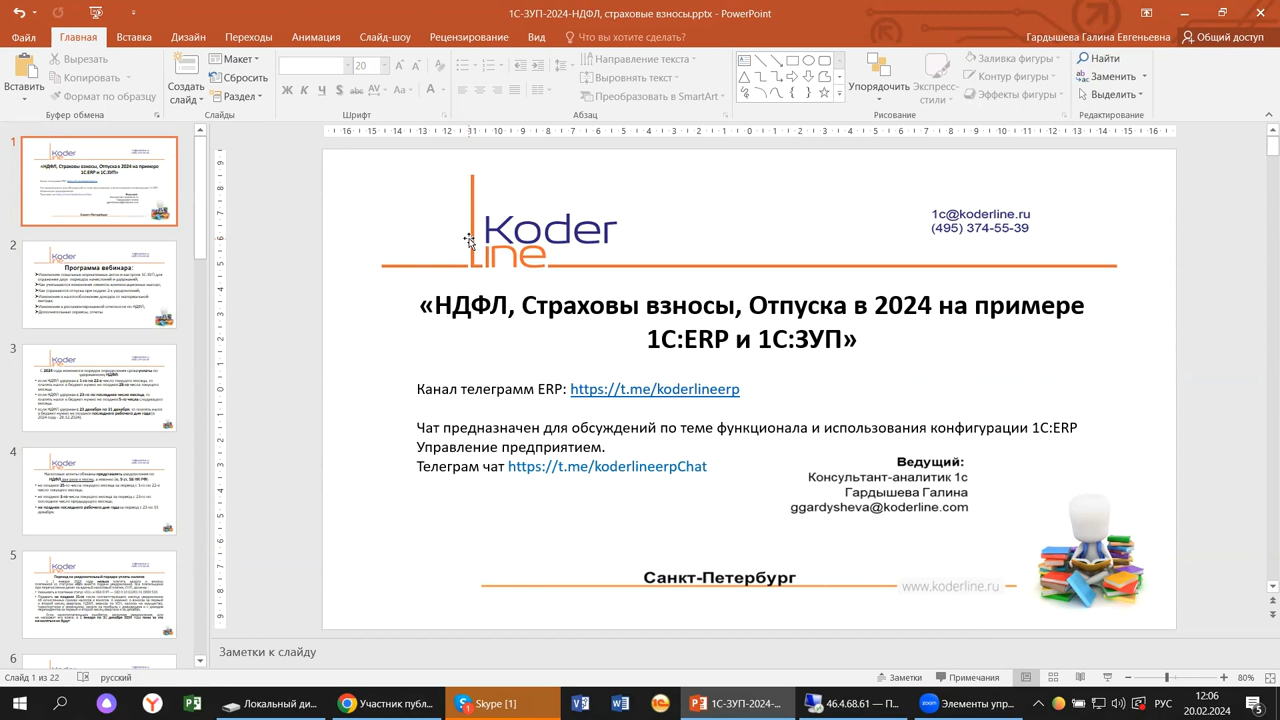 1С-ЗУП-2024-НДФЛ, страховые взносы.pptx - PowerPoint
Файл Главная Вставка Дизайн Переходы Анимация Слайд-шоу Рецензирование Вид Что вы хотите сделать? Гардышева Галина Евгеньевна Общий доступ
Вставить
Вырезать
Копировать
Формат по образцу
Буфер обмена
Создать слайд
Макет
Сбросить
Раздел
Слайды
20
Шрифт
Направление текста
Выровнять текст
Преобразовать в SmartArt
Абзац
Упорядочить
Экспресс-стили
Заливка фигуры
Контур фигуры
Эффекты фигуры
Рисование
Найти
Заменить
Выделить
Редактирование
1
2
Программа вебинара:
3
4
5
6
Koder
line
1c@koderline.ru
(495) 374-55-39
«НДФЛ, Страховы взносы, Отпуска в 2024 на примере
1С:ERP и 1С:ЗУП»
Канал телеграмм ERP: https://t.me/koderlineerp
Чат предназначен для обсуждений по теме функционала и использования конфигурации 1С:ERP
Управление предприятием.
Телеграм чат https://t.me/koderlineerpChat
Ведущий:
Консультант-аналитик 1с
Гардышева Галина
ggardysheva@koderline.com
Санкт-Петербург
www.koderline.ru
Заметки к слайду
Слайд 1 из 22 русский Заметки Примечания 80%
Локальный ди... Участник публ... Skype [1] 1С-ЗУП-2024-... 46.4.68.61 — П... Элементы упр... РУС 12:06
20.02.2024